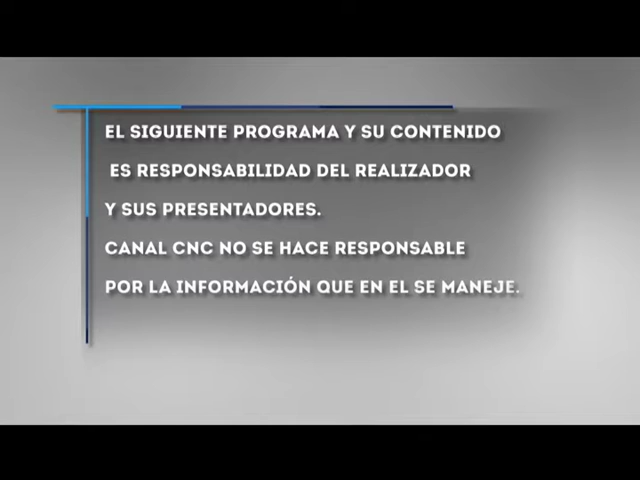 EL SIGUIENTE PROGRAMA Y SU CONTENIDO
ES RESPONSABILIDAD DEL REALIZADOR
Y SUS PRESENTADORES.
CANAL CNC NO SE HACE RESPONSABLE
POR LA INFORMACIÓN QUE EN EL SE MANEJE.